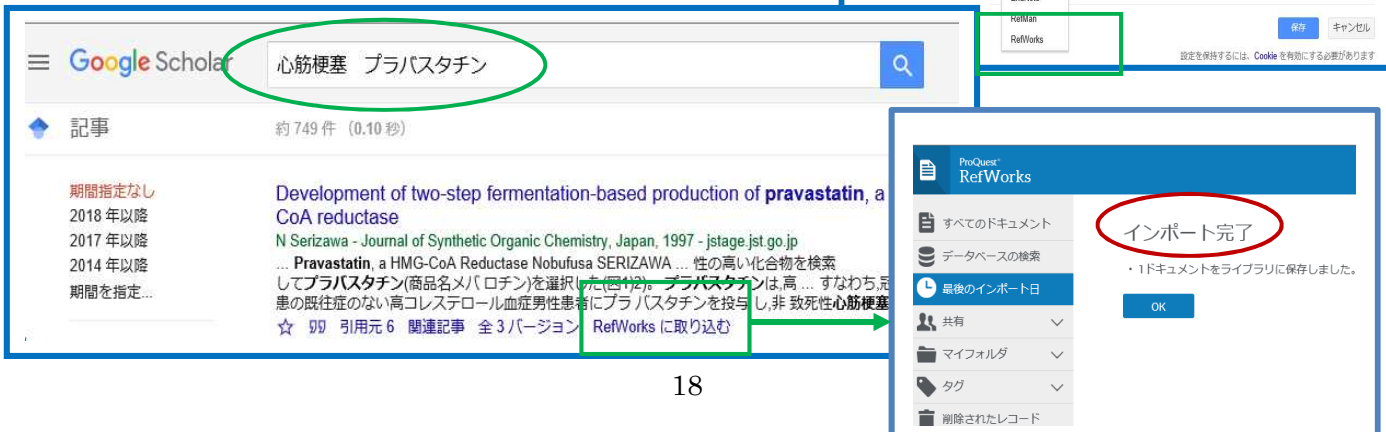 RefMan
RefWorks
保存 キャンセル
設定を保持するには、Cookie を有効にする必要があります
Google Scholar
心筋梗塞 プラバスタチン
記事
約 749 件 (0.10 秒)
期間指定なし
2018 年以降
2017 年以降
2014 年以降
期間を指定...
Development of two-step fermentation-based production of pravastatin, a
CoA reductase
N Serizawa - Journal of Synthetic Organic Chemistry, Japan, 1997 - jstage.jst.go.jp
... Pravastatin, a HMG-CoA Reductase Nobufusa SERIZAWA ... 性の高い化合物を検索
してプラバスタチン(商品名メバ ロチン)を選択した(図1)2)。 プラバスタチンは,高 ... すなわち,冠
患の既往症のない高コレステロール血症男性患者にプラ バスタチンを投与 し,非 致死性心筋梗塞
引用元 6 関連記事 全 3 バージョン RefWorks に取り込む
ProQuest
RefWorks
すべてのドキュメント
データベースの検索
最後のインポート日
共有
マイフォルダ
タグ
削除されたレコード
インポート完了
・1ドキュメントをライブラリに保存しました。
OK
18